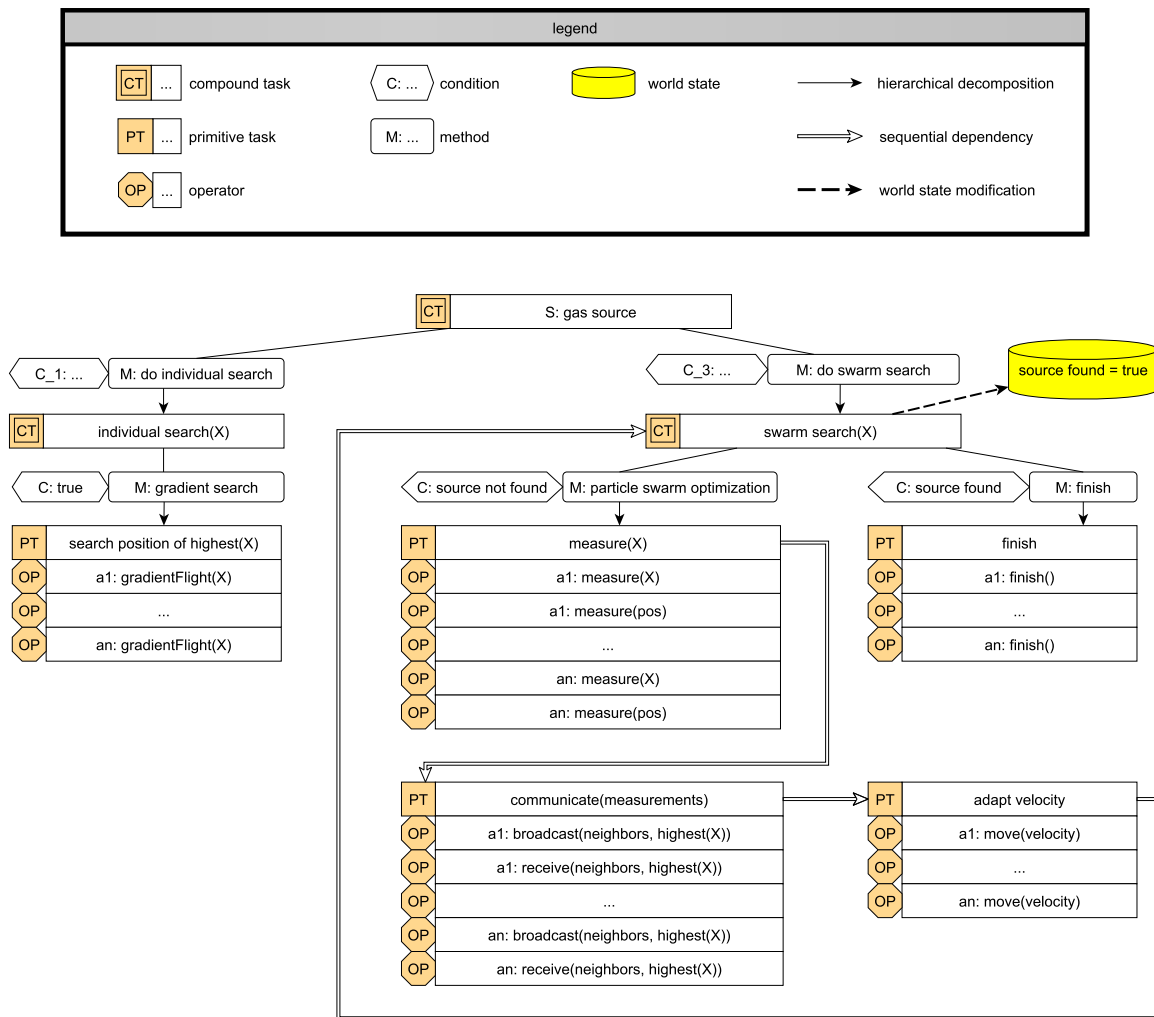 legend
CT ... compound task
C: ... condition
world state
hierarchical decomposition
PT ... primitive task
M: ... method
sequential dependency
OP ... operator
world state modification
CT S: gas source
C_1: ... M: do individual search
C_3: ... M: do swarm search
source found = true
CT individual search(X)
CT swarm search(X)
C: true M: gradient search
C: source not found M: particle swarm optimization
C: source found M: finish
PT search position of highest(X)
OP a1: gradientFlight(X)
OP ...
OP an: gradientFlight(X)
PT measure(X)
OP a1: measure(X)
OP a1: measure(pos)
OP ...
OP an: measure(X)
OP an: measure(pos)
PT finish
OP a1: finish()
OP ...
OP an: finish()
PT communicate(measurements)
OP a1: broadcast(neighbors, highest(X))
OP a1: receive(neighbors, highest(X))
OP ...
OP an: broadcast(neighbors, highest(X))
OP an: receive(neighbors, highest(X))
PT adapt velocity
OP a1: move(velocity)
OP ...
OP an: move(velocity)